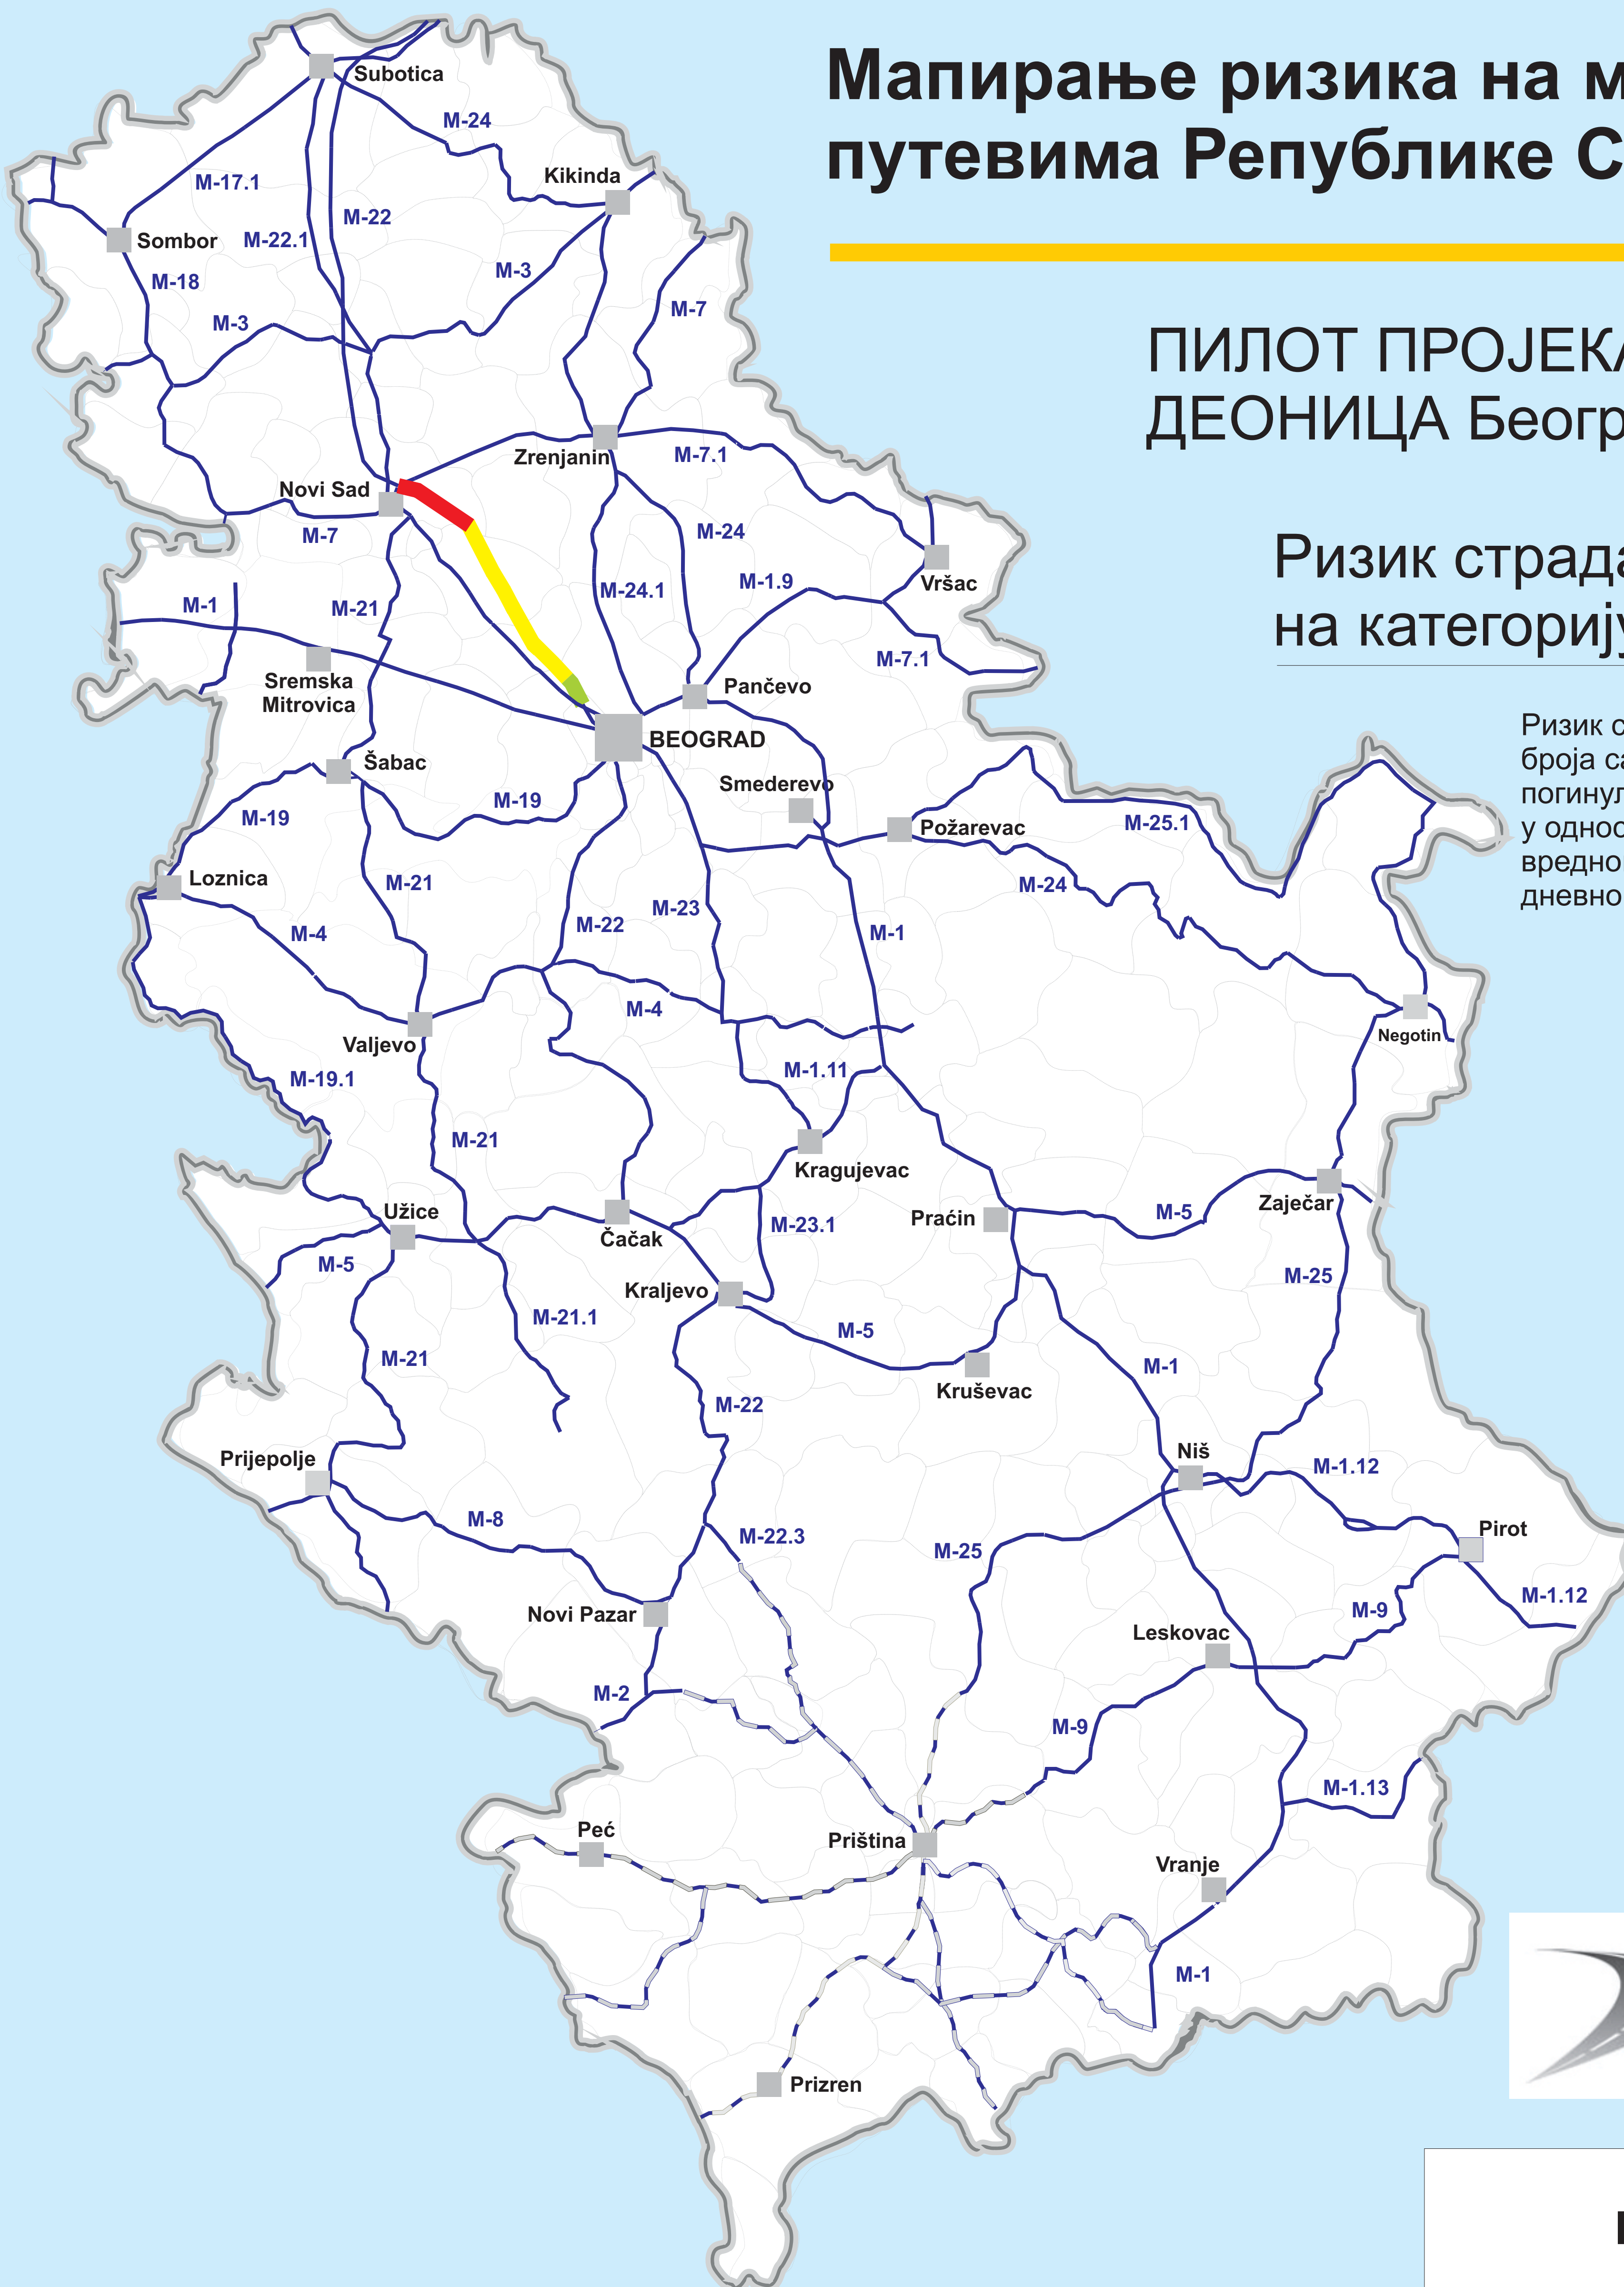 Мапирање ризика на м
путевима Републике С
ПИЛОТ ПРОЈЕКА
ДЕОНИЦА Београ
Ризик страда
на категориј
Ризик с
броја са
погинул
у однос
вредно
дневно
Subotica
M-24
Kikinda
M-17.1
M-22
Sombor
M-22.1
M-3
M-18
M-7
M-3
Zrenjanin
M-7.1
Novi Sad
M-7
M-24
Vršac
M-1.9
M-24.1
M-1
M-21
M-7.1
Sremska
Mitrovica
Pančevo
BEOGRAD
Šabac
Smederevo
M-19
M-19
Požarevac
M-25.1
Loznica
M-21
M-24
M-23
M-22
M-4
M-1
M-4
Valjevo
Negotin
M-19.1
M-1.11
M-21
Kragujevac
Užice
Čačak
M-23.1
Praćin
M-5
Zaječar
M-5
M-25
Kraljevo
M-21.1
M-5
M-21
M-1
Kruševac
M-22
Prijepolje
Niš
M-1.12
M-8
M-22.3
M-25
Pirot
M-1.12
Novi Pazar
M-9
Leskovac
M-2
M-9
M-1.13
Peć
Priština
Vranje
M-1
Prizren